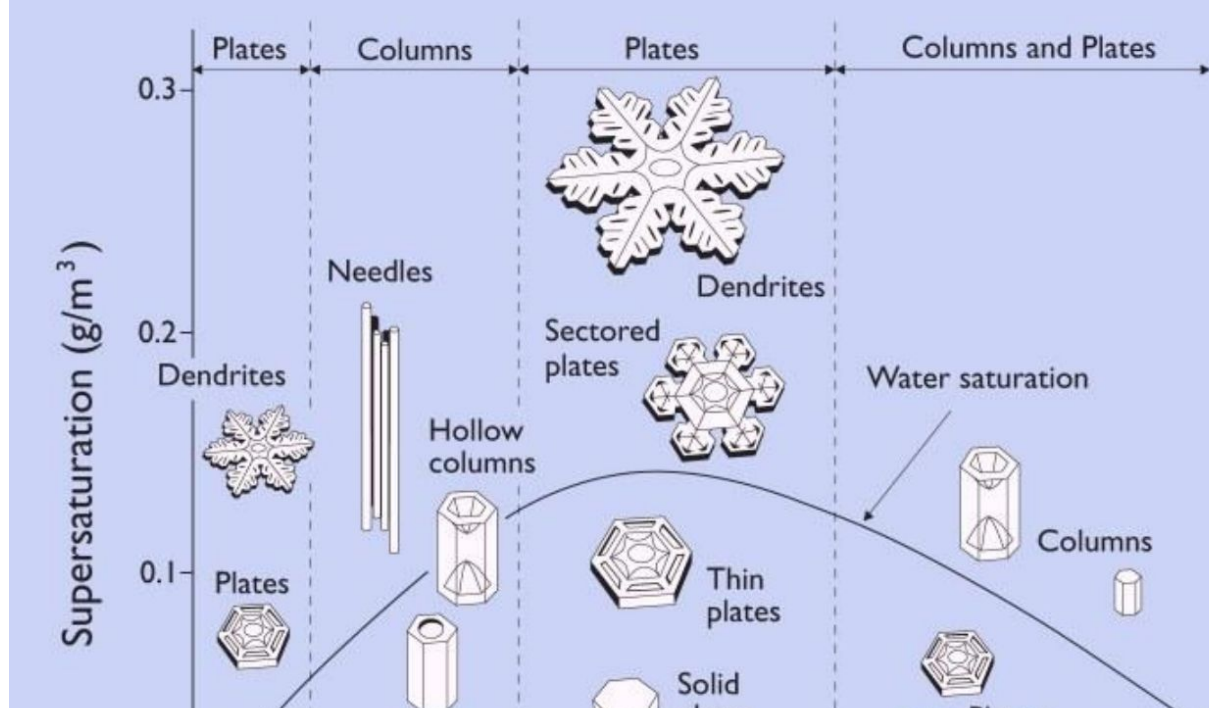 Plates
Columns
Plates
Columns and Plates
0.3
Needles
Dendrites
Supersaturation (g/m³)
0.2
Sectored
plates
Dendrites
Water saturation
Hollow
columns
Columns
0.1
Plates
Thin
plates
Solid